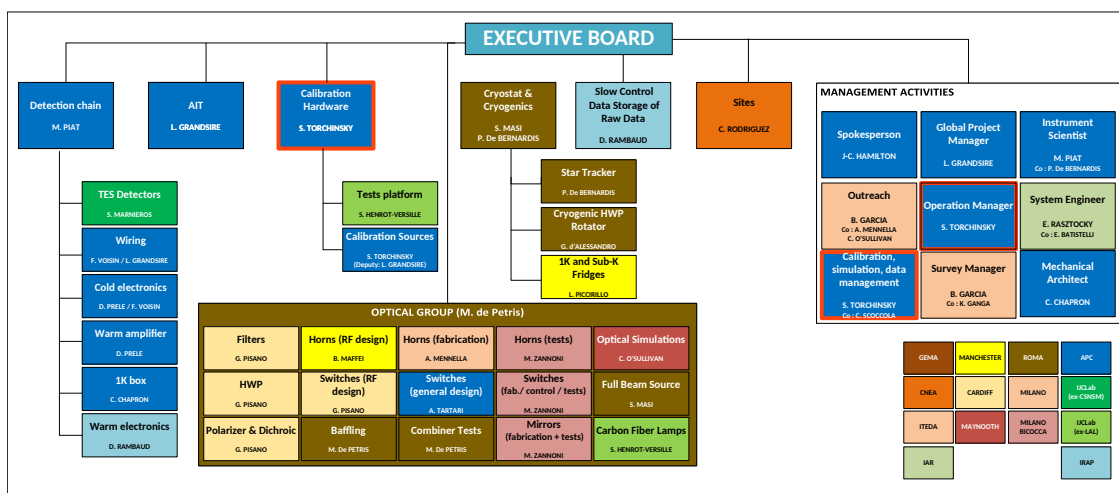 EXECUTIVE BOARD
Detection chain
M. PIAT
AIT
L. GRANDSIRE
Calibration
Hardware
S. TORCHINSKY
Cryostat &
Cryogenics
S. MASI
P. De BERNARDIS
Slow Control
Data Storage of
Raw Data
D. RAMBAUD
Sites
C. RODRIGUEZ
TES Detectors
S. MARNIEROS
Wiring
F. VOISIN / L. GRANDSIRE
Cold electronics
D. PRELE / F. VOISIN
Warm amplifier
D. PRELE
1K box
C. CHAPRON
Warm electronics
D. RAMBAUD
Tests platform
S. HENROT-VERSILLE
Calibration Sources
S. TORCHINSKY
(Deputy: L. GRANDSIRE)
Star Tracker
P. De BERNARDIS
Cryogenic HWP
Rotator
G. d'ALESSANDRO
1K and Sub-K
Fridges
L. PICCIRILLO
OPTICAL GROUP (M. de Petris)
Filters
G. PISANO
Horns (RF design)
B. MAFFEI
Horns (fabrication)
A. MENNELLA
Horns (tests)
M. ZANNONI
Optical Simulations
C. O'SULLIVAN
HWP
G. PISANO
Switches (RF
design)
G. PISANO
Switches
(general design)
A. TARTARI
Switches
(fab./ control / tests)
M. ZANNONI
Full Beam Source
S. MASI
Polarizer & Dichroic
G. PISANO
Baffling
M. De PETRIS
Combiner Tests
M. De PETRIS
Mirrors
(fabrication + tests)
M. ZANNONI
Carbon Fiber Lamps
S. HENROT-VERSILLE
MANAGEMENT ACTIVITIES
Spokesperson
J-C. HAMILTON
Global Project
Manager
L. GRANDSIRE
Instrument
Scientist
M. PIAT
Co : P. De BERNARDIS
Outreach
B. GARCIA
Co : A. MENNELLA
C. O'SULLIVAN
Operation Manager
S. TORCHINSKY
System Engineer
E. RASZTOCKY
Co : E. BATISTELLI
Calibration,
simulation, data
management
S. TORCHINSKY
Co : C. SCOCCOLA
Survey Manager
B. GARCIA
Co : K. GANGA
Mechanical
Architect
C. CHAPRON
GEMA
MANCHESTER
ROMA
APC
CNEA
CARDIFF
MILANO
IJCLab
(ex-CSNSM)
ITEDA
MAYNOOTH
MILANO
BICOCCA
IJCLab
(ex-LAL)
IAR
IRAP